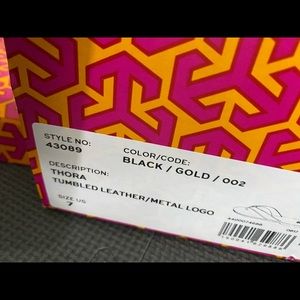 STYLE NO:
43089
COLOR/CODE:
BLACK / GOLD / 002
DESCRIPTION:
THORA
TUMBLED LEATHER/METAL LOGO
SIZE US
7